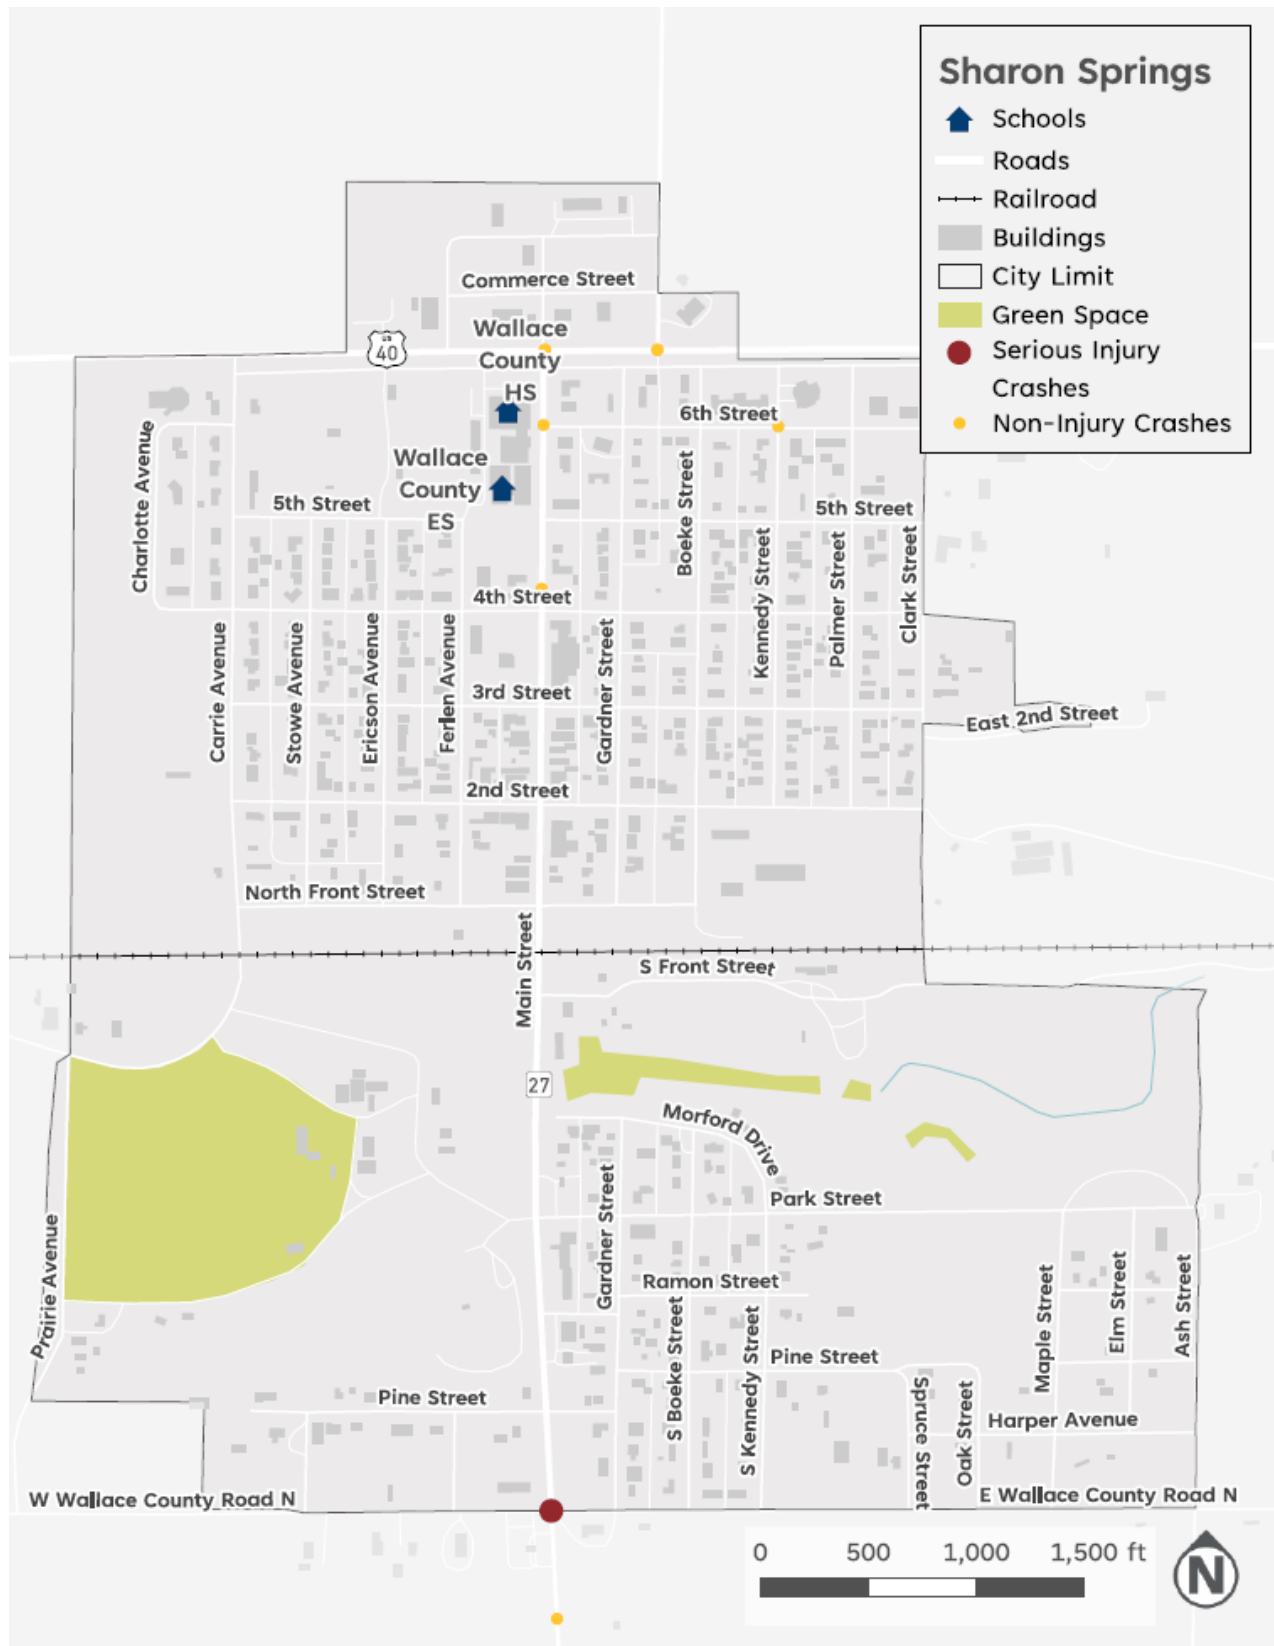 Sharon Springs
Schools
Roads
Railroad
Buildings
City Limit
Green Space
Serious Injury
Crashes
Non-Injury Crashes
Commerce Street
Wallace
County
HS
US
40
6th Street
Wallace
County
ES
5th Street
5th Street
Charlotte Avenue
Boeke Street
Kennedy Street
Palmer Street
Clark Street
4th Street
Carrie Avenue
Stowe Avenue
Ericson Avenue
Ferlen Avenue
Gardner Street
3rd Street
East 2nd Street
2nd Street
North Front Street
Main Street
S Front Street
27
Morford Drive
Park Street
Gardner Street
Prairie Avenue
Ramon Street
Maple Street
Elm Street
Ash Street
S Boeke Street
S Kennedy Street
Pine Street
Pine Street
Spruce Street
Oak Street
Harper Avenue
W Wallace County Road N
E Wallace County Road N
0 500 1,000 1,500 ft
N